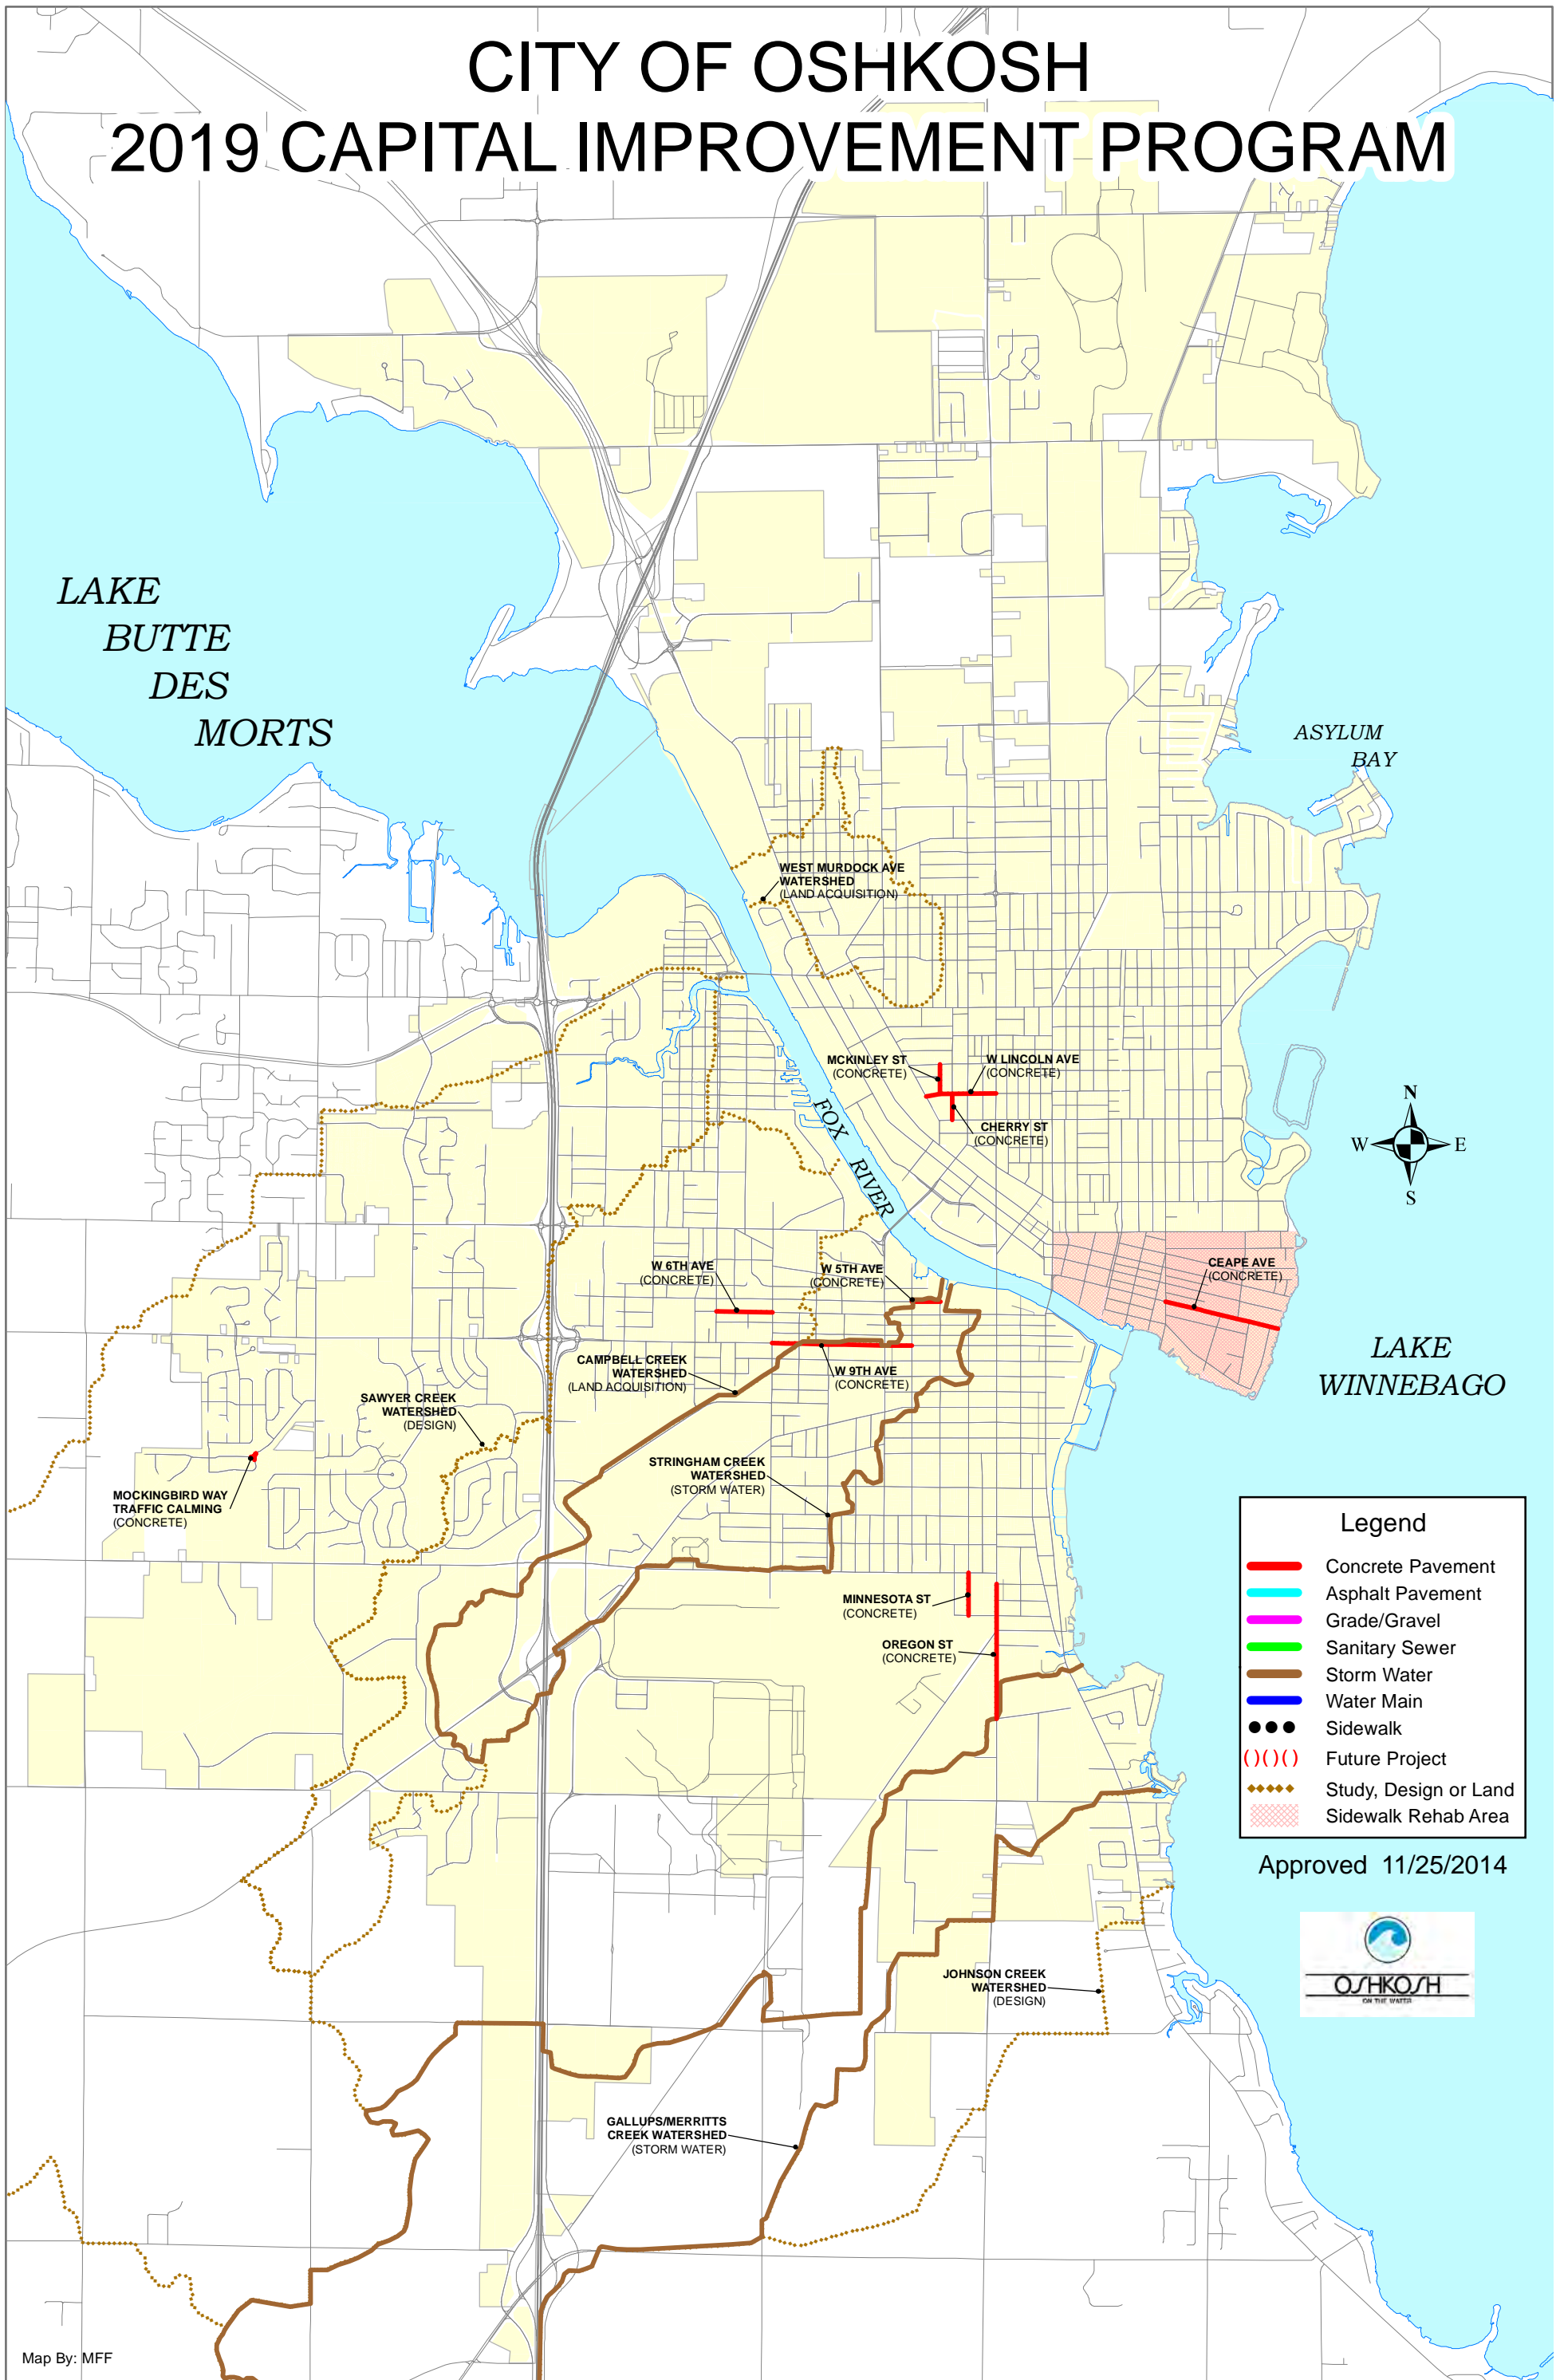 CITY OF OSHKOSH
2019 CAPITAL IMPROVEMENT PROGRAM
LAKE
BUTTE
DES
MORTS
ASYLUM
BAY
WEST MURDOCK AVE
WATERSHED
(LAND ACQUISITION)
MCKINLEY ST
(CONCRETE)
W LINCOLN AVE
(CONCRETE)
CHERRY ST
(CONCRETE)
FOX
RIVER
N
W
E
S
W 6TH AVE
(CONCRETE)
W 5TH AVE
(CONCRETE)
CEAPE AVE
(CONCRETE)
LAKE
WINNEBAGO
CAMPBELL CREEK
WATERSHED
(LAND ACQUISITION)
W 9TH AVE
(CONCRETE)
SAWYER CREEK
WATERSHED
(DESIGN)
STRINGHAM CREEK
WATERSHED
(STORM WATER)
MOCKINGBIRD WAY
TRAFFIC CALMING
(CONCRETE)
MINNESOTA ST
(CONCRETE)
OREGON ST
(CONCRETE)
Legend
Concrete Pavement
Asphalt Pavement
Grade/Gravel
Sanitary Sewer
Storm Water
Water Main
Sidewalk
()()() Future Project
Study, Design or Land
Sidewalk Rehab Area
Approved 11/25/2014
OSHKOSH
ON THE WATER
JOHNSON CREEK
WATERSHED
(DESIGN)
GALLUPS/MERRITTS
CREEK WATERSHED
(STORM WATER)
Map By: MFF